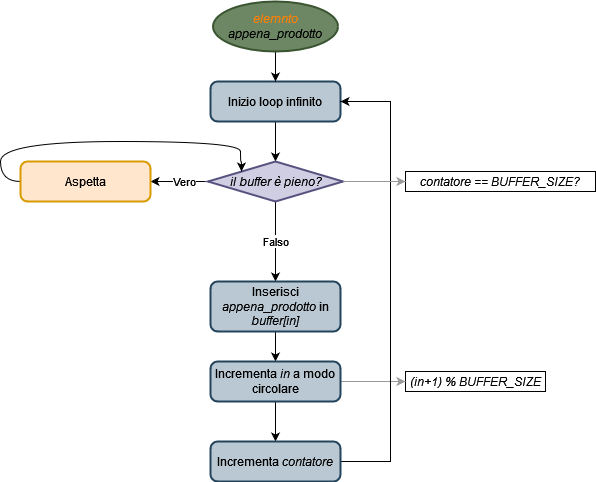 elemnto
appena_prodotto
Inizio loop infinito
Aspetta
Vero
il buffer è pieno?
contatore == BUFFER_SIZE?
Falso
Inserisci
appena_prodotto in
buffer[in]
Incrementa in a modo
circolare
(in+1) % BUFFER_SIZE
Incrementa contatore